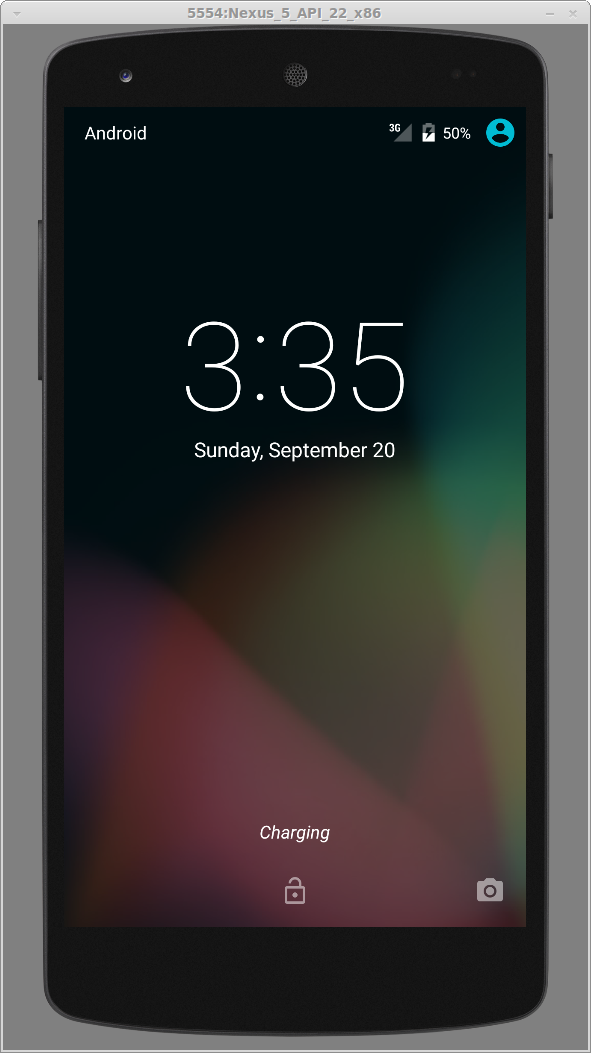 5554:Nexus_5_API_22_x86
Android 3G 50%
3:35
Sunday, September 20
Charging